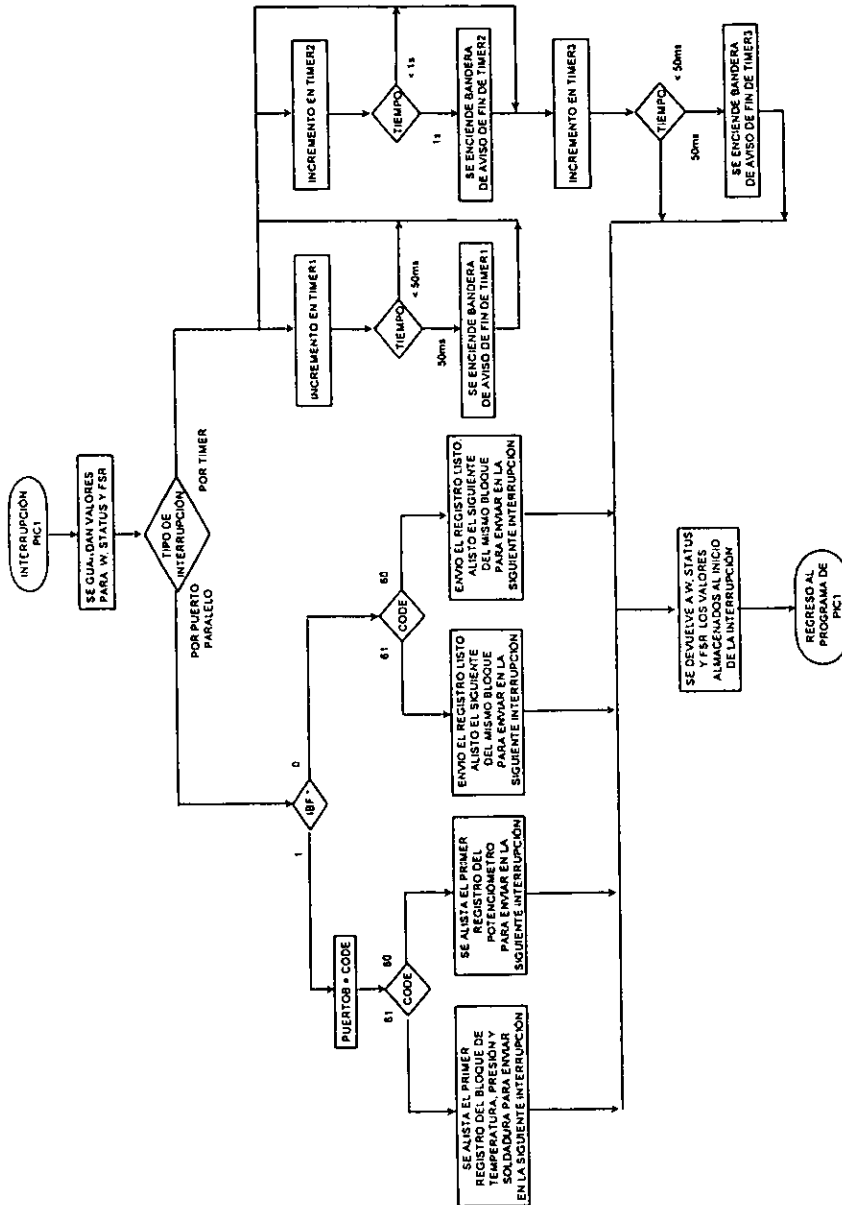 INTERRUPCIÓN
PIC1
SE GUARDAN VALORES
PARA W, STATUS Y FSR
TIPO DE
INTERRUPCIÓN
POR PUERTO
PARALELO
POR TIMER
IBF *
1
0
PUERTOB = CODE
CODE
61
60
SE ALISTA EL PRIMER
REGISTRO DEL BLOQUE DE
TEMPERATURA, PRESIÓN Y
SOLDADURA PARA ENVIAR
EN LA SIGUIENTE INTERRUPCIÓN
SE ALISTA EL PRIMER
REGISTRO DEL
POTENCIÓMETRO
PARA ENVIAR EN LA
SIGUIENTE INTERRUPCIÓN
CODE
61
60
ENVIO EL REGISTRO LISTO
ALISTO EL SIGUIENTE
DEL MISMO BLOQUE
PARA ENVIAR EN LA
SIGUIENTE INTERRUPCIÓN
ENVIO EL REGISTRO LISTO.
ALISTO EL SIGUIENTE
DEL MISMO BLOQUE
PARA ENVIAR EN LA
SIGUIENTE INTERRUPCIÓN
INCREMENTO EN TIMER1
TIEMPO
< 50ms
50ms
SE ENCIENDE BANDERA
DE AVISO DE FIN DE TIMER1
INCREMENTO EN TIMER2
TIEMPO
< 1s
1s
SE ENCIENDE BANDERA
DE AVISO DE FIN DE TIMER2
INCREMENTO EN TIMER3
TIEMPO
< 50ms
50ms
SE ENCIENDE BANDERA
DE AVISO DE FIN DE TIMER3
SE DEVUELVE A W, STATUS
Y FSR LOS VALORES
ALMACENADOS AL INICIO
DE LA INTERRUPCIÓN
REGRESO AL
PROGRAMA DE
PIC1